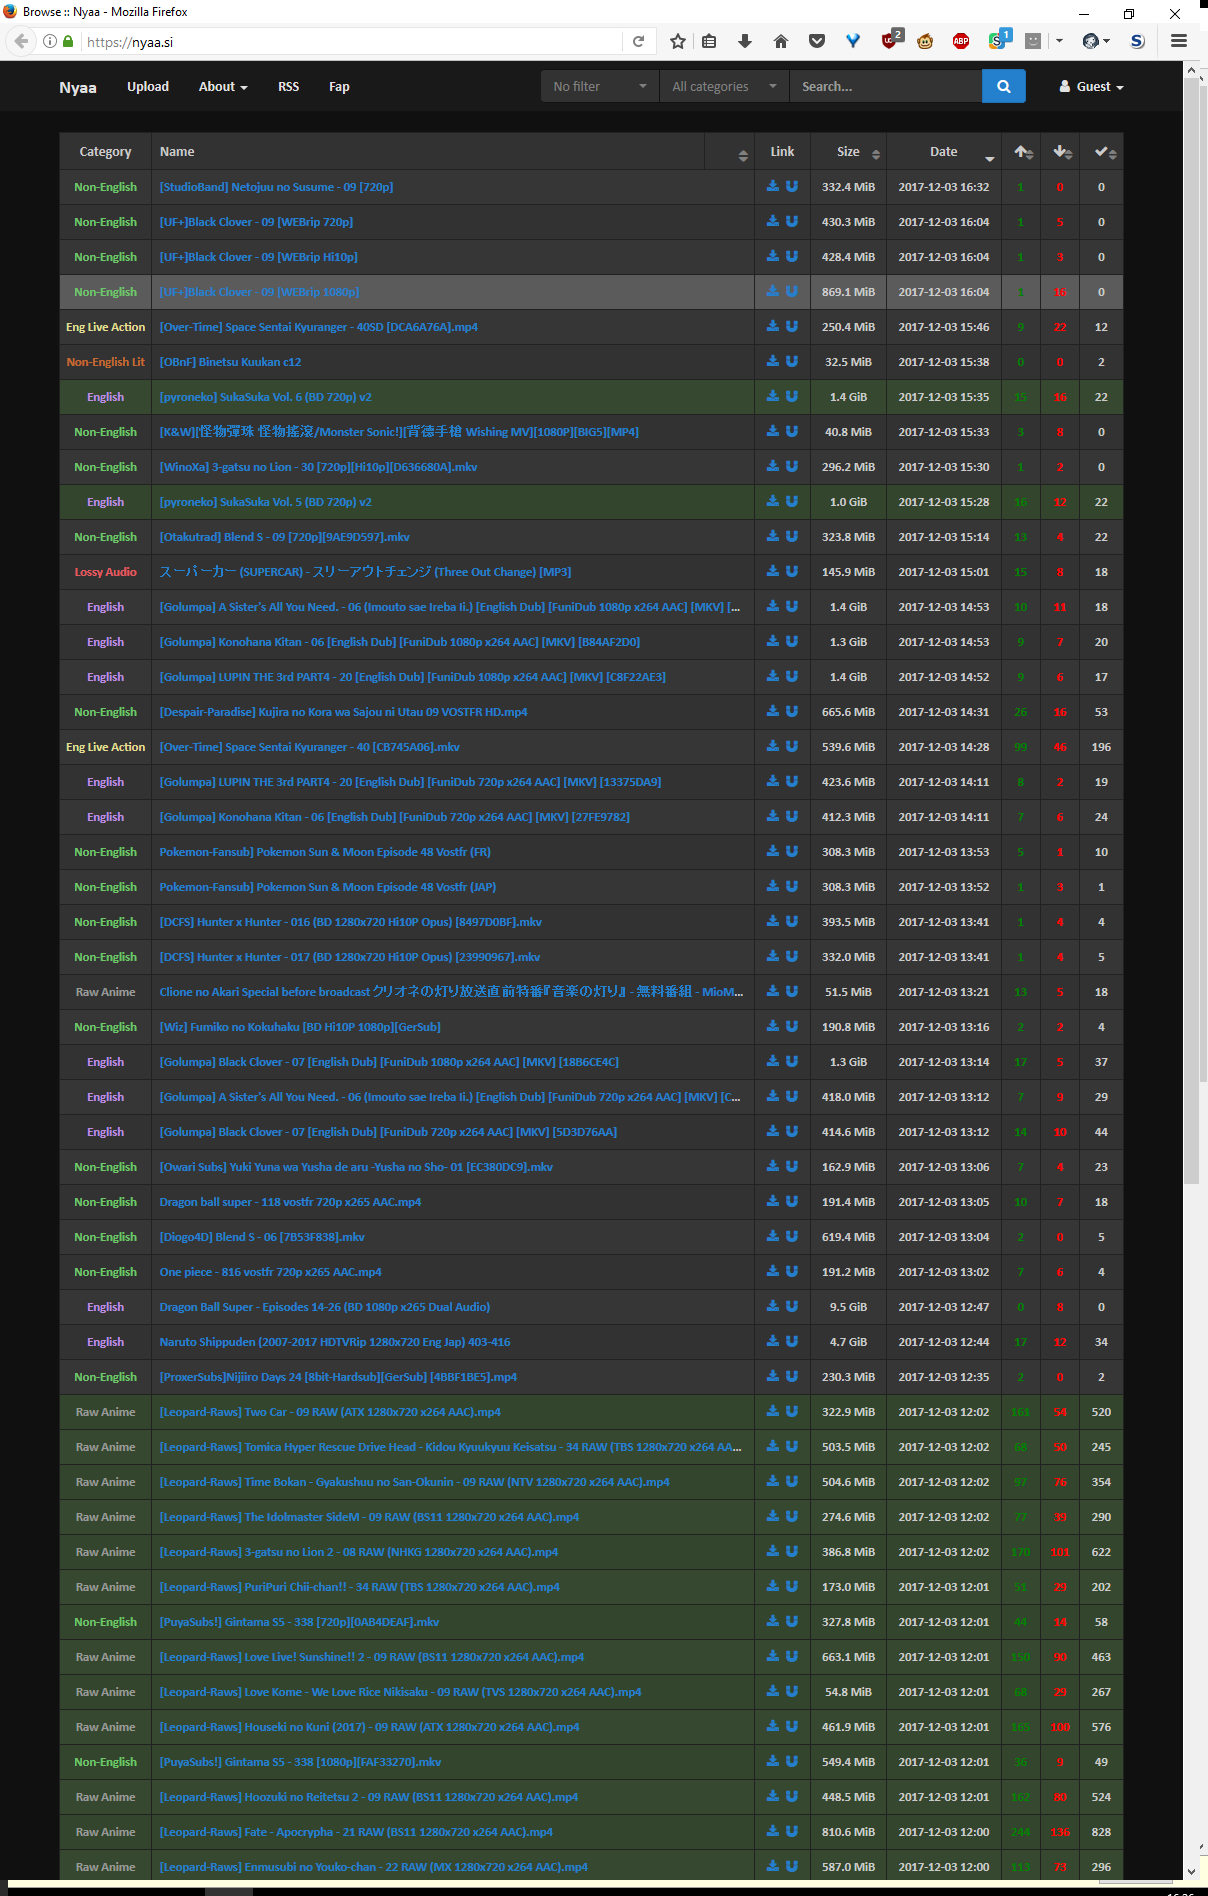 Browse :: Nyaa - Mozilla Firefox
https://nyaa.si
2
ABP
1
Nyaa Upload About RSS Fap No filter All categories Search... Guest
Category Name Link Size Date
Non-English [StudioBand] Netojuu no Susume - 09 [720p] 332.4 MiB 2017-12-03 16:32 1 0 0
Non-English [UF+]Black Clover - 09 [WEBrip 720p] 430.3 MiB 2017-12-03 16:04 1 5 0
Non-English [UF+]Black Clover - 09 [WEBrip Hi10p] 428.4 MiB 2017-12-03 16:04 1 3 0
Non-English [UF+]Black Clover - 09 [WEBrip 1080p] 869.1 MiB 2017-12-03 16:04 1 16 0
Eng Live Action [Over-Time] Space Sentai Kyuranger - 40SD [DCA6A76A].mp4 250.4 MiB 2017-12-03 15:46 9 22 12
Non-English Lit [OBnF] Binetsu Kuukan c12 32.5 MiB 2017-12-03 15:38 0 0 2
English [pyroneko] SukaSuka Vol. 6 (BD 720p) v2 1.4 GiB 2017-12-03 15:35 15 16 22
Non-English [K&W][怪物彈珠 怪物搖滾/Monster Sonic!][背德手槍 Wishing MV][1080P][BIG5][MP4] 40.8 MiB 2017-12-03 15:33 3 8 0
Non-English [WinoXa] 3-gatsu no Lion - 30 [720p][Hi10p][D636680A].mkv 296.2 MiB 2017-12-03 15:30 1 2 0
English [pyroneko] SukaSuka Vol. 5 (BD 720p) v2 1.0 GiB 2017-12-03 15:28 16 12 22
Non-English [Otakutrad] Blend S - 09 [720p][9AE9D597].mkv 323.8 MiB 2017-12-03 15:14 13 4 22
Lossy Audio スーパーカー (SUPERCAR) - スリーアウトチェンジ (Three Out Change) [MP3] 145.9 MiB 2017-12-03 15:01 15 8 18
English [Golumpa] A Sister's All You Need. - 06 (Imouto sae Ireba Ii.) [English Dub] [FuniDub 1080p x264 AAC] [MKV] [... 1.4 GiB 2017-12-03 14:53 10 11 18
English [Golumpa] Konohana Kitan - 06 [English Dub] [FuniDub 1080p x264 AAC] [MKV] [B84AF2D0] 1.3 GiB 2017-12-03 14:53 9 7 20
English [Golumpa] LUPIN THE 3rd PART4 - 20 [English Dub] [FuniDub 1080p x264 AAC] [MKV] [C8F22AE3] 1.4 GiB 2017-12-03 14:52 9 6 17
Non-English [Despair-Paradise] Kujira no Kora wa Sajou ni Utau 09 VOSTFR HD.mp4 665.6 MiB 2017-12-03 14:31 26 16 53
Eng Live Action [Over-Time] Space Sentai Kyuranger - 40 [CB745A06].mkv 539.6 MiB 2017-12-03 14:28 99 46 196
English [Golumpa] LUPIN THE 3rd PART4 - 20 [English Dub] [FuniDub 720p x264 AAC] [MKV] [13375DA9] 423.6 MiB 2017-12-03 14:11 8 2 19
English [Golumpa] Konohana Kitan - 06 [English Dub] [FuniDub 720p x264 AAC] [MKV] [27FE9782] 412.3 MiB 2017-12-03 14:11 7 6 24
Non-English Pokemon-Fansub] Pokemon Sun & Moon Episode 48 Vostfr (FR) 308.3 MiB 2017-12-03 13:53 5 1 10
Non-English Pokemon-Fansub] Pokemon Sun & Moon Episode 48 Vostfr (JAP) 308.3 MiB 2017-12-03 13:52 1 3 1
Non-English [DCFS] Hunter x Hunter - 016 (BD 1280x720 Hi10P Opus) [8497D0BF].mkv 393.5 MiB 2017-12-03 13:41 1 4 4
Non-English [DCFS] Hunter x Hunter - 017 (BD 1280x720 Hi10P Opus) [23990967].mkv 332.0 MiB 2017-12-03 13:41 1 4 5
Raw Anime Clione no Akari Special before broadcast クリオネの灯り放送直前特番『音楽の灯り』 - 無料番組 - MioM... 51.5 MiB 2017-12-03 13:21 13 5 18
Non-English [Wiz] Fumiko no Kokuhaku [BD Hi10P 1080p][GerSub] 190.8 MiB 2017-12-03 13:16 2 2 4
English [Golumpa] Black Clover - 07 [English Dub] [FuniDub 1080p x264 AAC] [MKV] [18B6CE4C] 1.3 GiB 2017-12-03 13:14 17 5 37
English [Golumpa] A Sister's All You Need. - 06 (Imouto sae Ireba Ii.) [English Dub] [FuniDub 720p x264 AAC] [MKV] [C... 418.0 MiB 2017-12-03 13:12 7 9 29
English [Golumpa] Black Clover - 07 [English Dub] [FuniDub 720p x264 AAC] [MKV] [5D3D76AA] 414.6 MiB 2017-12-03 13:12 14 10 44
Non-English [Owari Subs] Yuki Yuna wa Yusha de aru -Yusha no Sho- 01 [EC380DC9].mkv 162.9 MiB 2017-12-03 13:06 7 4 23
Non-English Dragon ball super - 118 vostfr 720p x265 AAC.mp4 191.4 MiB 2017-12-03 13:05 10 7 18
Non-English [Diogo4D] Blend S - 06 [7B53F838].mkv 619.4 MiB 2017-12-03 13:04 2 0 5
Non-English One piece - 816 vostfr 720p x265 AAC.mp4 191.2 MiB 2017-12-03 13:02 7 6 4
English Dragon Ball Super - Episodes 14-26 (BD 1080p x265 Dual Audio) 9.5 GiB 2017-12-03 12:47 0 8 0
English Naruto Shippuden (2007-2017 HDTVRip 1280x720 Eng Jap) 403-416 4.7 GiB 2017-12-03 12:44 17 12 34
Non-English [ProxerSubs]Nijiiro Days 24 [8bit-Hardsub][GerSub] [4BBF1BE5].mp4 230.3 MiB 2017-12-03 12:35 2 0 2
Raw Anime [Leopard-Raws] Two Car - 09 RAW (ATX 1280x720 x264 AAC).mp4 322.9 MiB 2017-12-03 12:02 161 54 520
Raw Anime [Leopard-Raws] Tomica Hyper Rescue Drive Head - Kidou Kyuukyuu Keisatsu - 34 RAW (TBS 1280x720 x264 AA... 503.5 MiB 2017-12-03 12:02 68 50 245
Raw Anime [Leopard-Raws] Time Bokan - Gyakushuu no San-Okunin - 09 RAW (NTV 1280x720 x264 AAC).mp4 504.6 MiB 2017-12-03 12:02 97 76 354
Raw Anime [Leopard-Raws] The Idolmaster SideM - 09 RAW (BS11 1280x720 x264 AAC).mp4 274.6 MiB 2017-12-03 12:02 77 39 290
Raw Anime [Leopard-Raws] 3-gatsu no Lion 2 - 08 RAW (NHKG 1280x720 x264 AAC).mp4 386.8 MiB 2017-12-03 12:02 170 101 622
Raw Anime [Leopard-Raws] PuriPuri Chii-chan!! - 34 RAW (TBS 1280x720 x264 AAC).mp4 173.0 MiB 2017-12-03 12:01 51 29 202
Non-English [PuyaSubs!] Gintama S5 - 338 [720p][0AB4DEAF].mkv 327.8 MiB 2017-12-03 12:01 44 14 58
Raw Anime [Leopard-Raws] Love Live! Sunshine!! 2 - 09 RAW (BS11 1280x720 x264 AAC).mp4 663.1 MiB 2017-12-03 12:01 150 90 463
Raw Anime [Leopard-Raws] Love Kome - We Love Rice Nikisaku - 09 RAW (TVS 1280x720 x264 AAC).mp4 54.8 MiB 2017-12-03 12:01 68 29 267
Raw Anime [Leopard-Raws] Houseki no Kuni (2017) - 09 RAW (ATX 1280x720 x264 AAC).mp4 461.9 MiB 2017-12-03 12:01 165 100 576
Non-English [PuyaSubs!] Gintama S5 - 338 [1080p][FAF33270].mkv 549.4 MiB 2017-12-03 12:01 36 9 49
Raw Anime [Leopard-Raws] Hoozuki no Reitetsu 2 - 09 RAW (BS11 1280x720 x264 AAC).mp4 448.5 MiB 2017-12-03 12:01 162 80 524
Raw Anime [Leopard-Raws] Fate - Apocrypha - 21 RAW (BS11 1280x720 x264 AAC).mp4 810.6 MiB 2017-12-03 12:00 244 136 828
Raw Anime [Leopard-Raws] Enmusubi no Youko-chan - 22 RAW (MX 1280x720 x264 AAC).mp4 587.0 MiB 2017-12-03 12:00 113 73 296